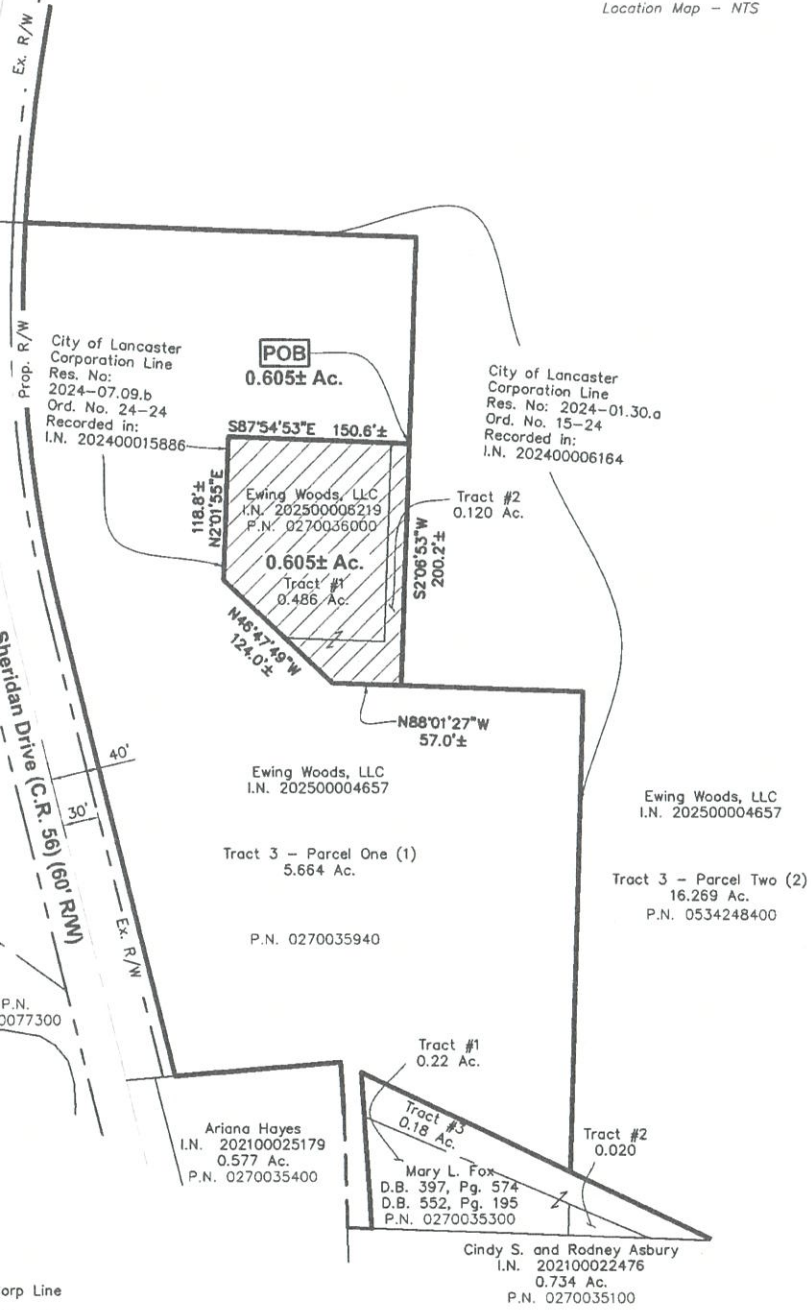 Location Map - NTS
Ex. R/W
Prop. R/W
City of Lancaster
Corporation Line
Res. No:
2024-07.09.b
Ord. No. 24-24
Recorded in:
I.N. 202400015886
POB
0.605± Ac.
City of Lancaster
Corporation Line
Res. No: 2024-01.30.a
Ord. No. 15-24
Recorded in:
I.N. 202400006164
S87°54'53"E 150.6'±
118.8'±
N2°01'55"E
Ewing Woods, LLC
I.N. 202500006219
P.N. 0270036000
0.605± Ac.
Tract #1
0.486 Ac.
Tract #2
0.120 Ac.
S2°06'53"W
200.2'±
N46°47'49"W
124.0'±
Z
N88°01'27"W
57.0'±
Sheridan Drive (C.R. 56) (60' R/W)
40'
30'
Ex. R/W
Ewing Woods, LLC
I.N. 202500004657
Tract 3 - Parcel One (1)
5.664 Ac.
P.N. 0270035940
Ewing Woods, LLC
I.N. 202500004657
Tract 3 - Parcel Two (2)
16.269 Ac.
P.N. 0534248400
P.N.
0077300
Tract #1
0.22 Ac.
Tract #3
0.18 Ac.
Tract #2
0.020
Z
Ariana Hayes
I.N. 202100025179
0.577 Ac.
P.N. 0270035400
Mary L. Fox
D.B. 397, Pg. 574
D.B. 552, Pg. 195
P.N. 0270035300
Cindy S. and Rodney Asbury
I.N. 202100022476
0.734 Ac.
P.N. 0270035100
orp Line